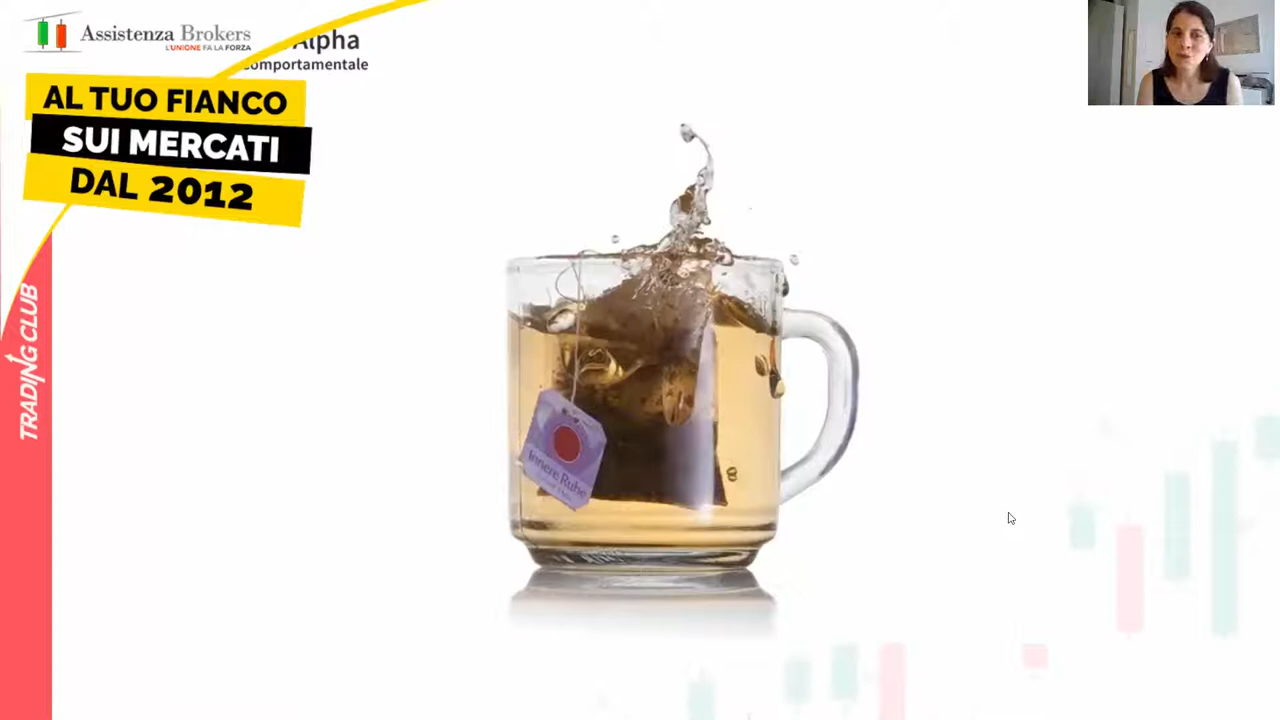 Assistenza Brokers
L'UNIONE FA LA FORZA
Alpha
comportamentale
AL TUO FIANCO
SUI MERCATI
DAL 2012
TRADING CLUB
Innere Ruhe